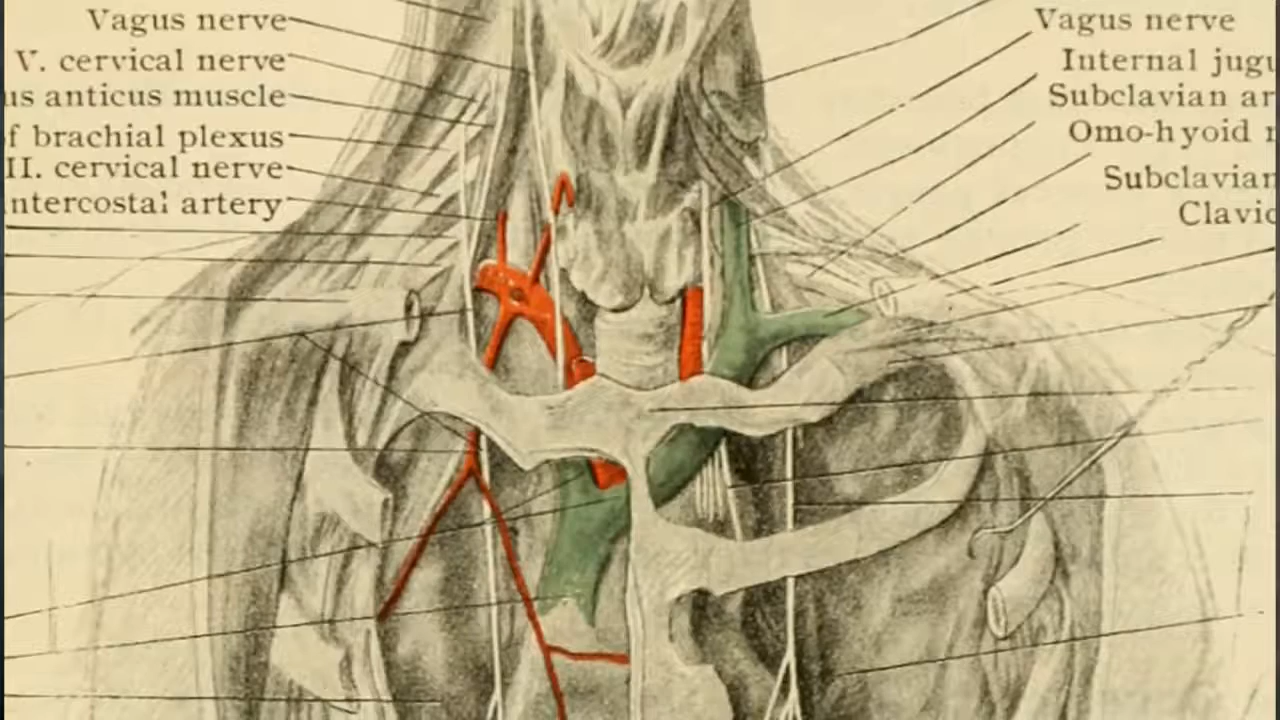 Vagus nerve
V. cervical nerve
us anticus muscle
f brachial plexus
II. cervical nerve
ntercostal artery
Vagus nerve
Internal jugu
Subclavian ar
Omo-hyoid
Subclavian
Clavic